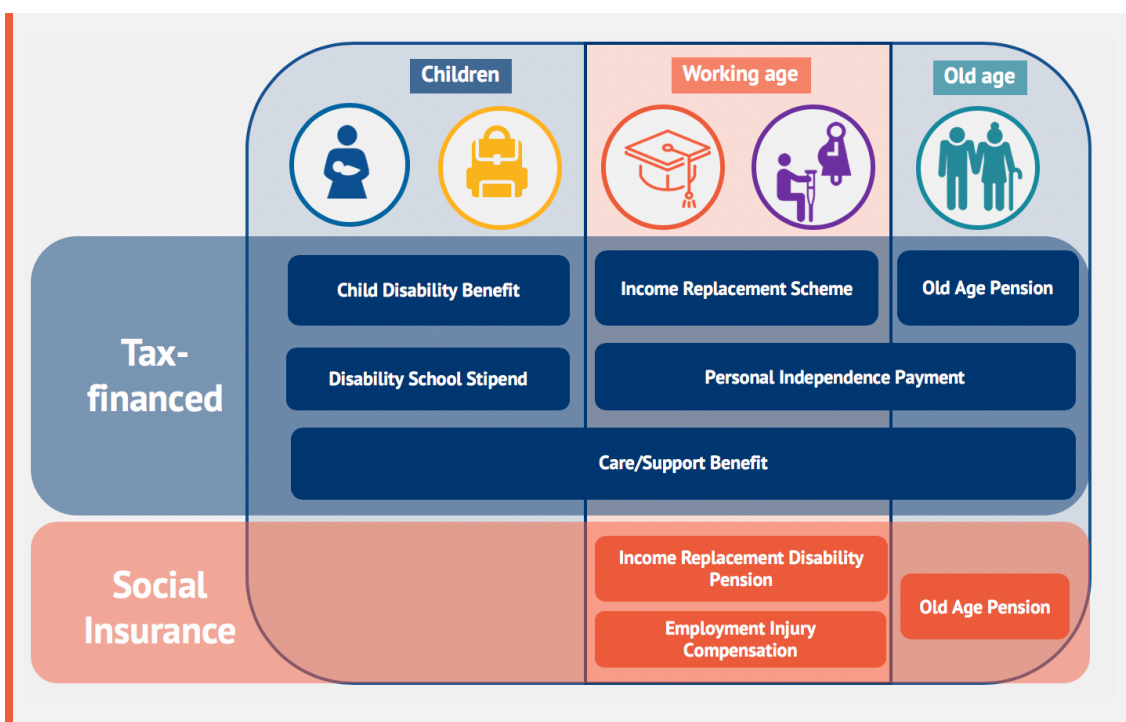 Children
Working age
Old age
Tax-
financed
Child Disability Benefit
Income Replacement Scheme
Old Age Pension
Disability School Stipend
Personal Independence Payment
Care/Support Benefit
Social
Insurance
Income Replacement Disability
Pension
Employment Injury
Compensation
Old Age Pension